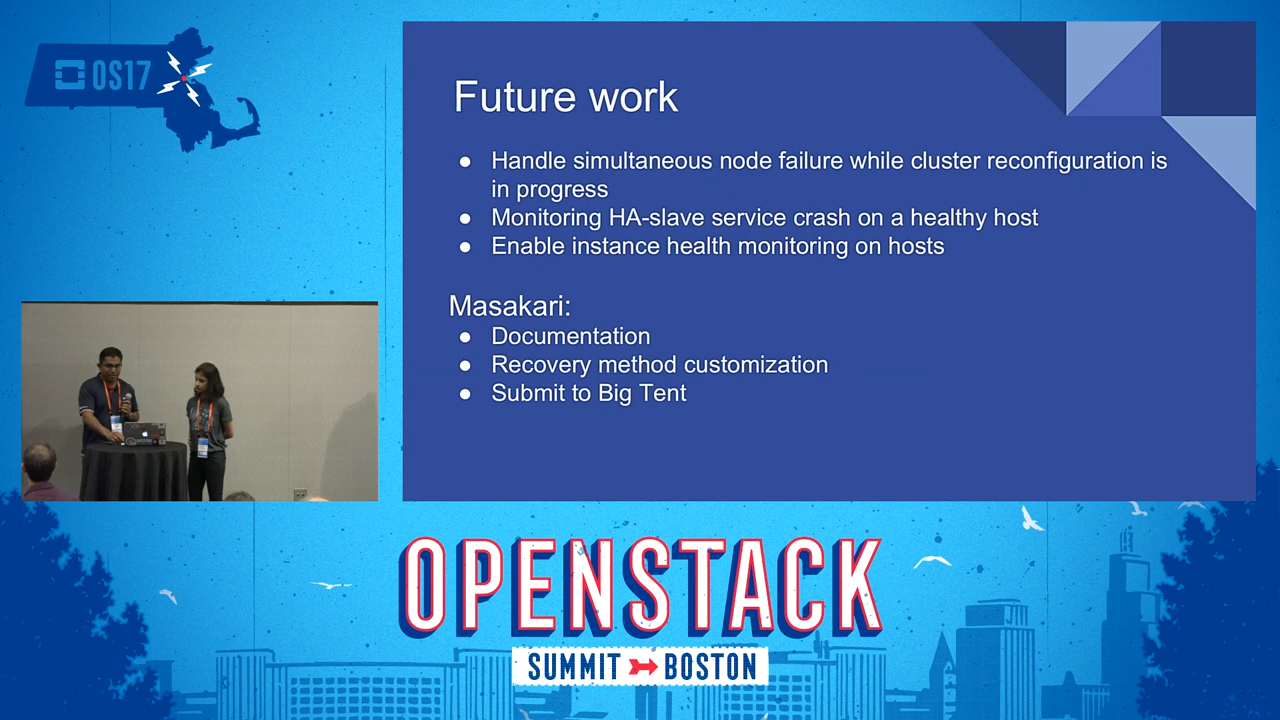 OS17
Future work
● Handle simultaneous node failure while cluster reconfiguration is
in progress
● Monitoring HA-slave service crash on a healthy host
● Enable instance health monitoring on hosts
Masakari:
● Documentation
● Recovery method customization
● Submit to Big Tent
OPENSTACK
SUMMIT BOSTON